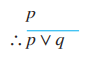 p
∴ p ∨ q